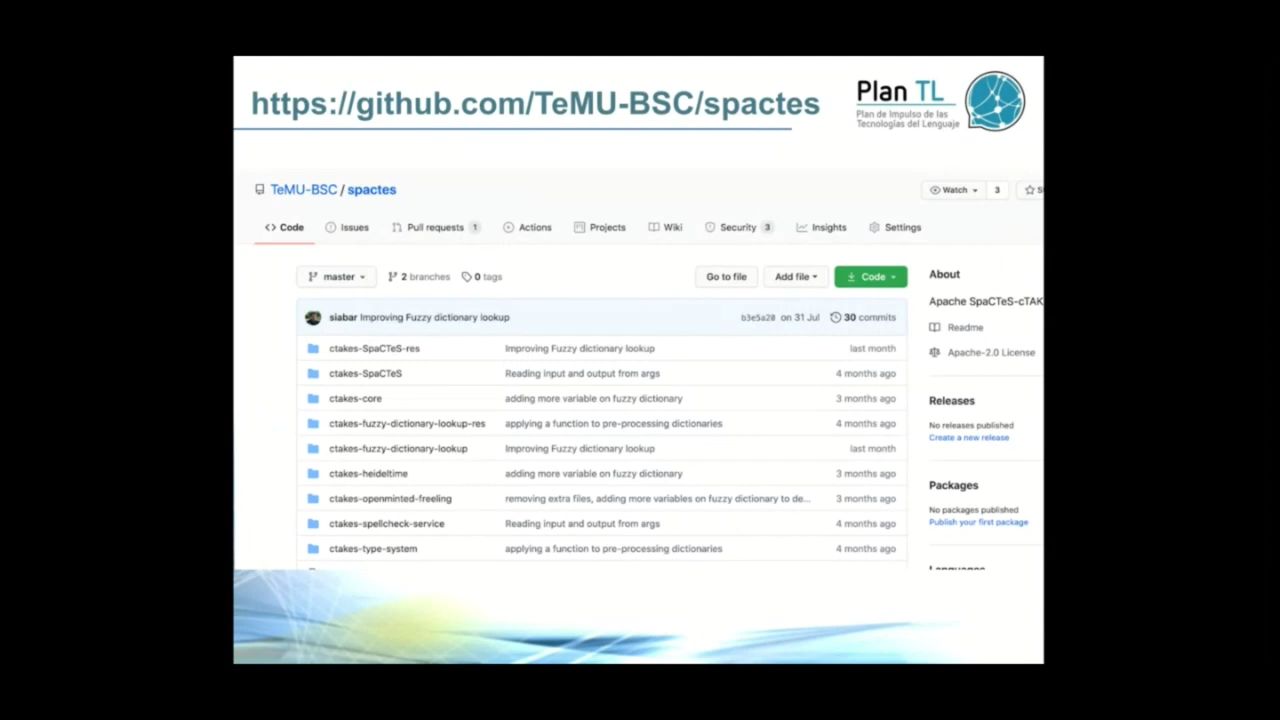 https://github.com/TeMU-BSC/spactes
Plan TL
Plan de Impulso de las
Tecnologías del Lenguaje
TeMU-BSC / spactes
Watch 3
Code Issues Pull requests 1 Actions Projects Wiki Security 3 Insights Settings
master 2 branches 0 tags Go to file Add file Code
siabar Improving Fuzzy dictionary lookup b3e5a20 on 31 Jul 30 commits
ctakes-SpaCTeS-res Improving Fuzzy dictionary lookup last month
ctakes-SpaCTeS Reading input and output from args 4 months ago
ctakes-core adding more variable on fuzzy dictionary 3 months ago
ctakes-fuzzy-dictionary-lookup-res applying a function to pre-processing dictionaries 4 months ago
ctakes-fuzzy-dictionary-lookup Improving Fuzzy dictionary lookup last month
ctakes-heideltime adding more variable on fuzzy dictionary 3 months ago
ctakes-openminted-freeling removing extra files, adding more variables on fuzzy dictionary to de... 3 months ago
ctakes-spellcheck-service Reading input and output from args 4 months ago
ctakes-type-system applying a function to pre-processing dictionaries 4 months ago
About
Apache SpaCTeS-cTAK
Readme
Apache-2.0 License
Releases
No releases published
Create a new release
Packages
No packages published
Publish your first package